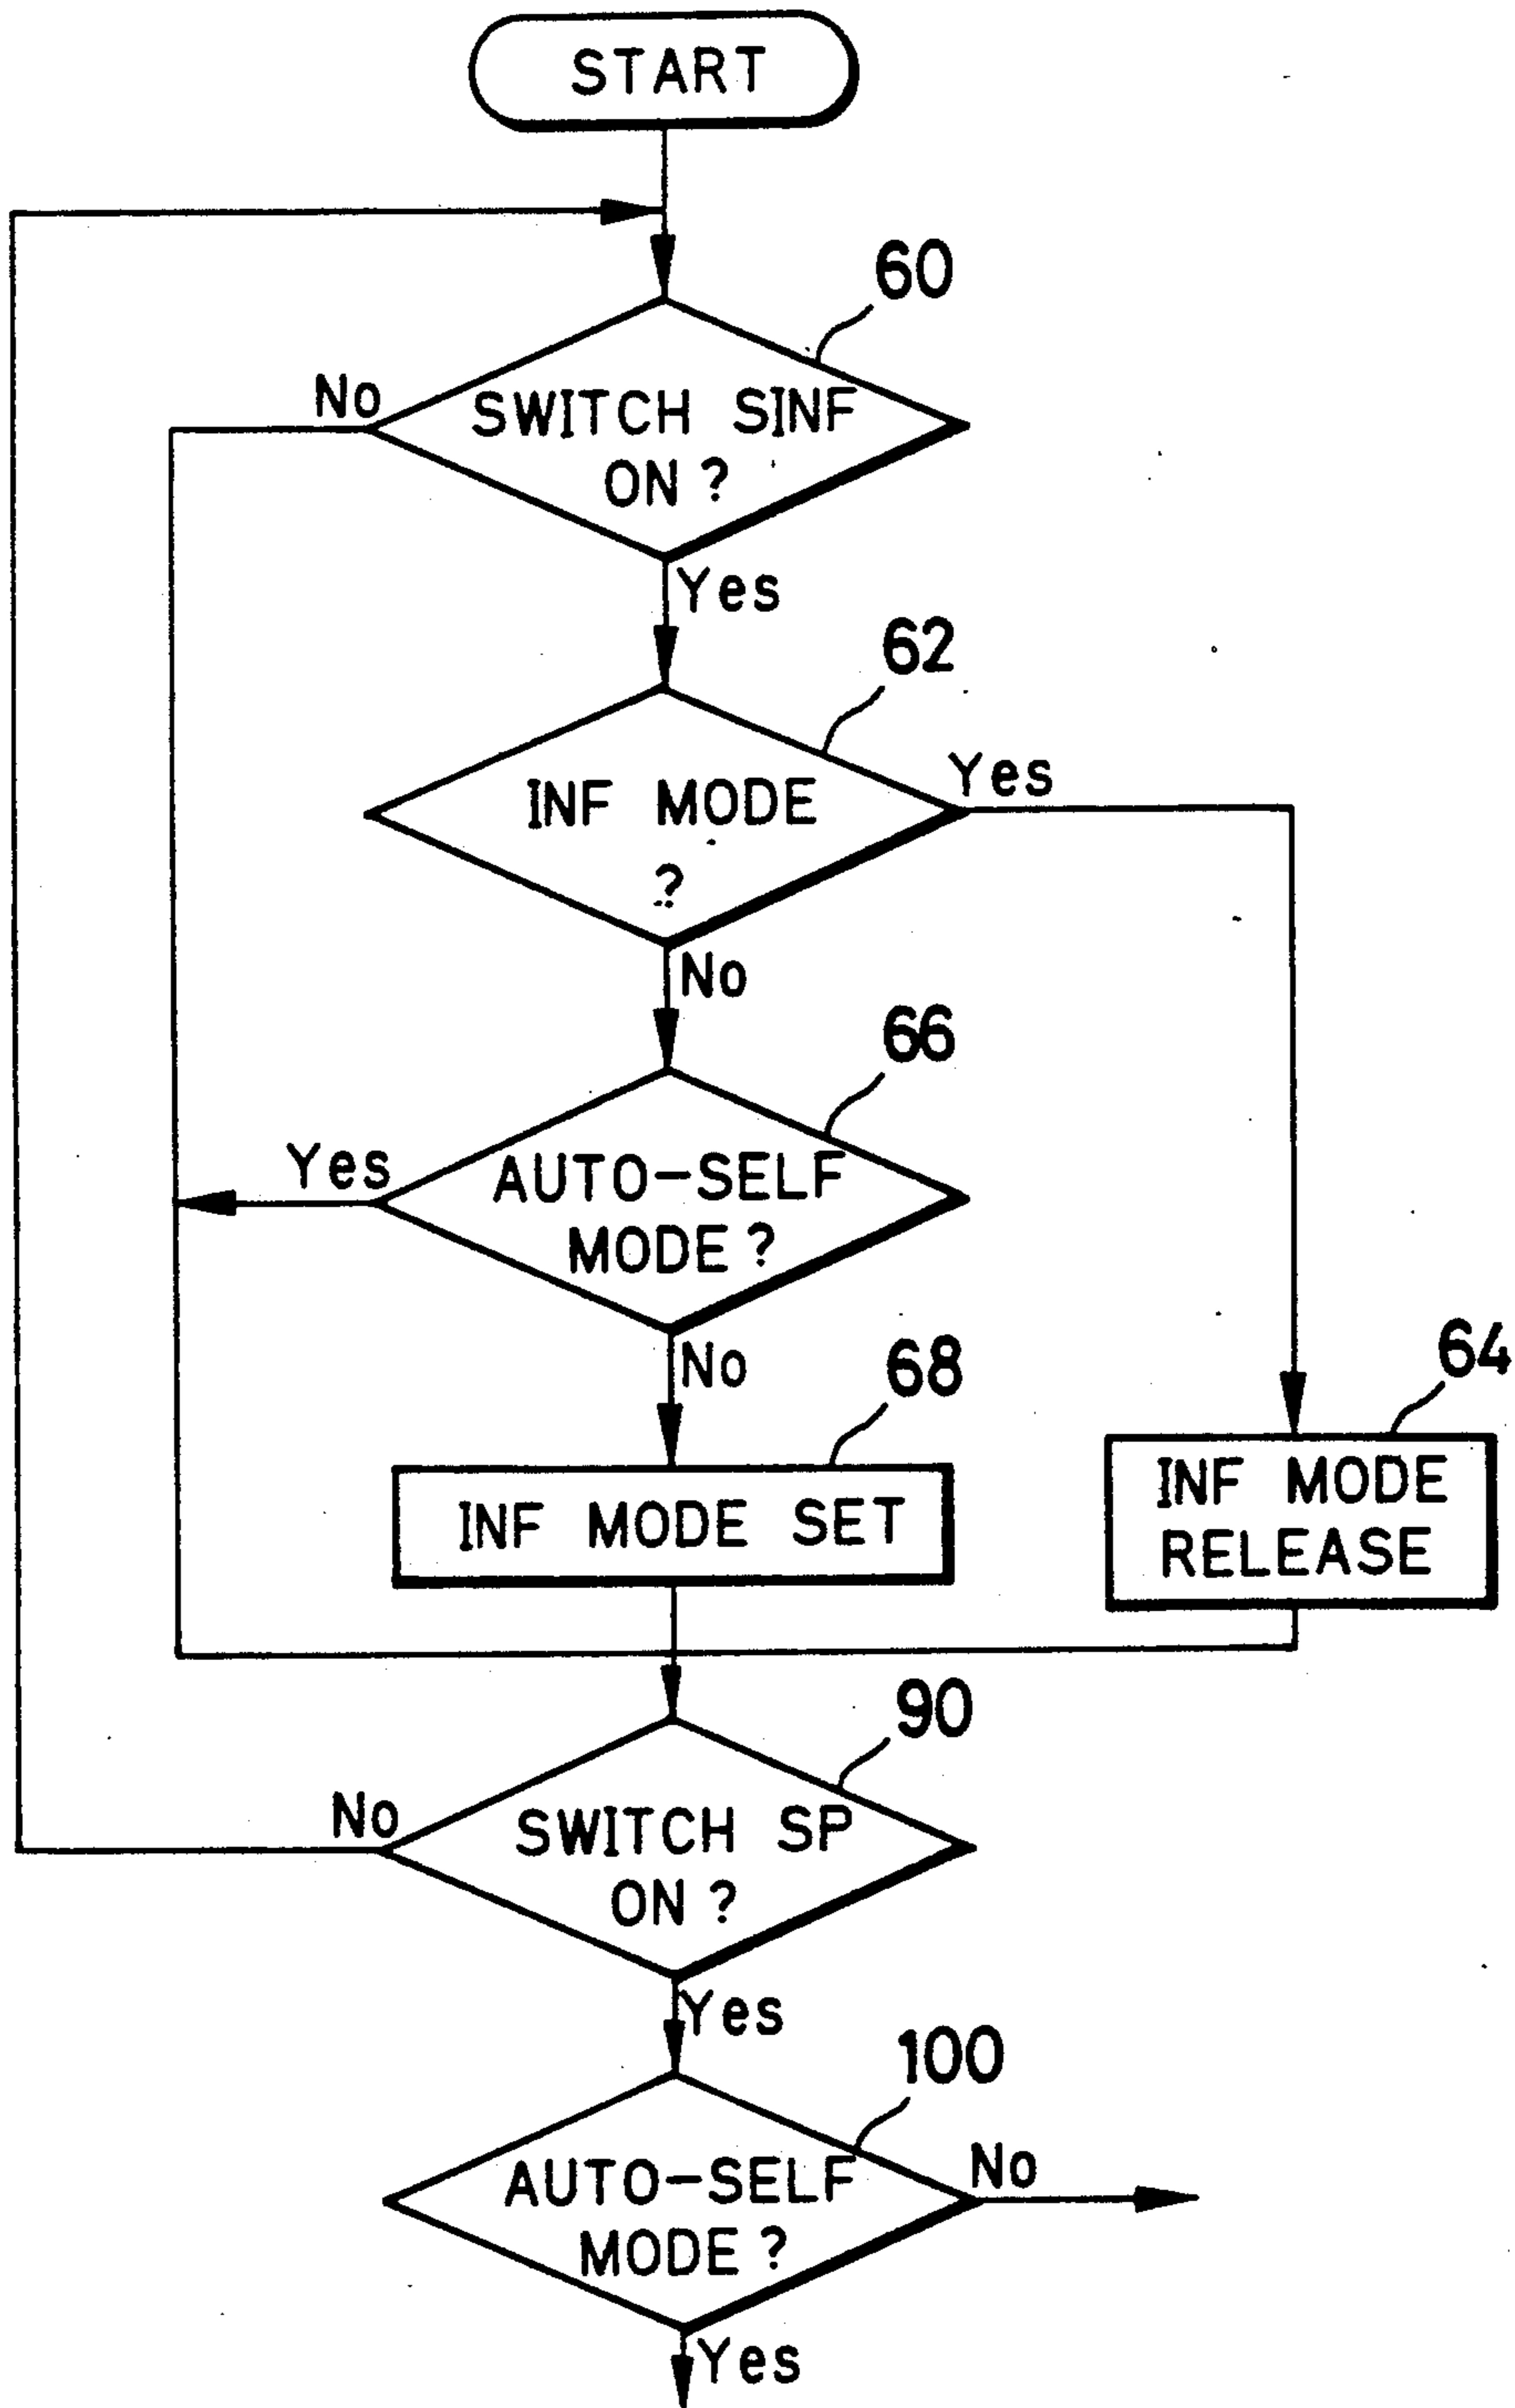 START
60
No
SWITCH SINF
ON ?
Yes
62
Yes
INF MODE
?
No
66
Yes
AUTO-SELF
MODE ?
No
68
64
INF MODE SET
INF MODE
RELEASE
90
No
SWITCH SP
ON ?
Yes
100
No
AUTO-SELF
MODE ?
Yes